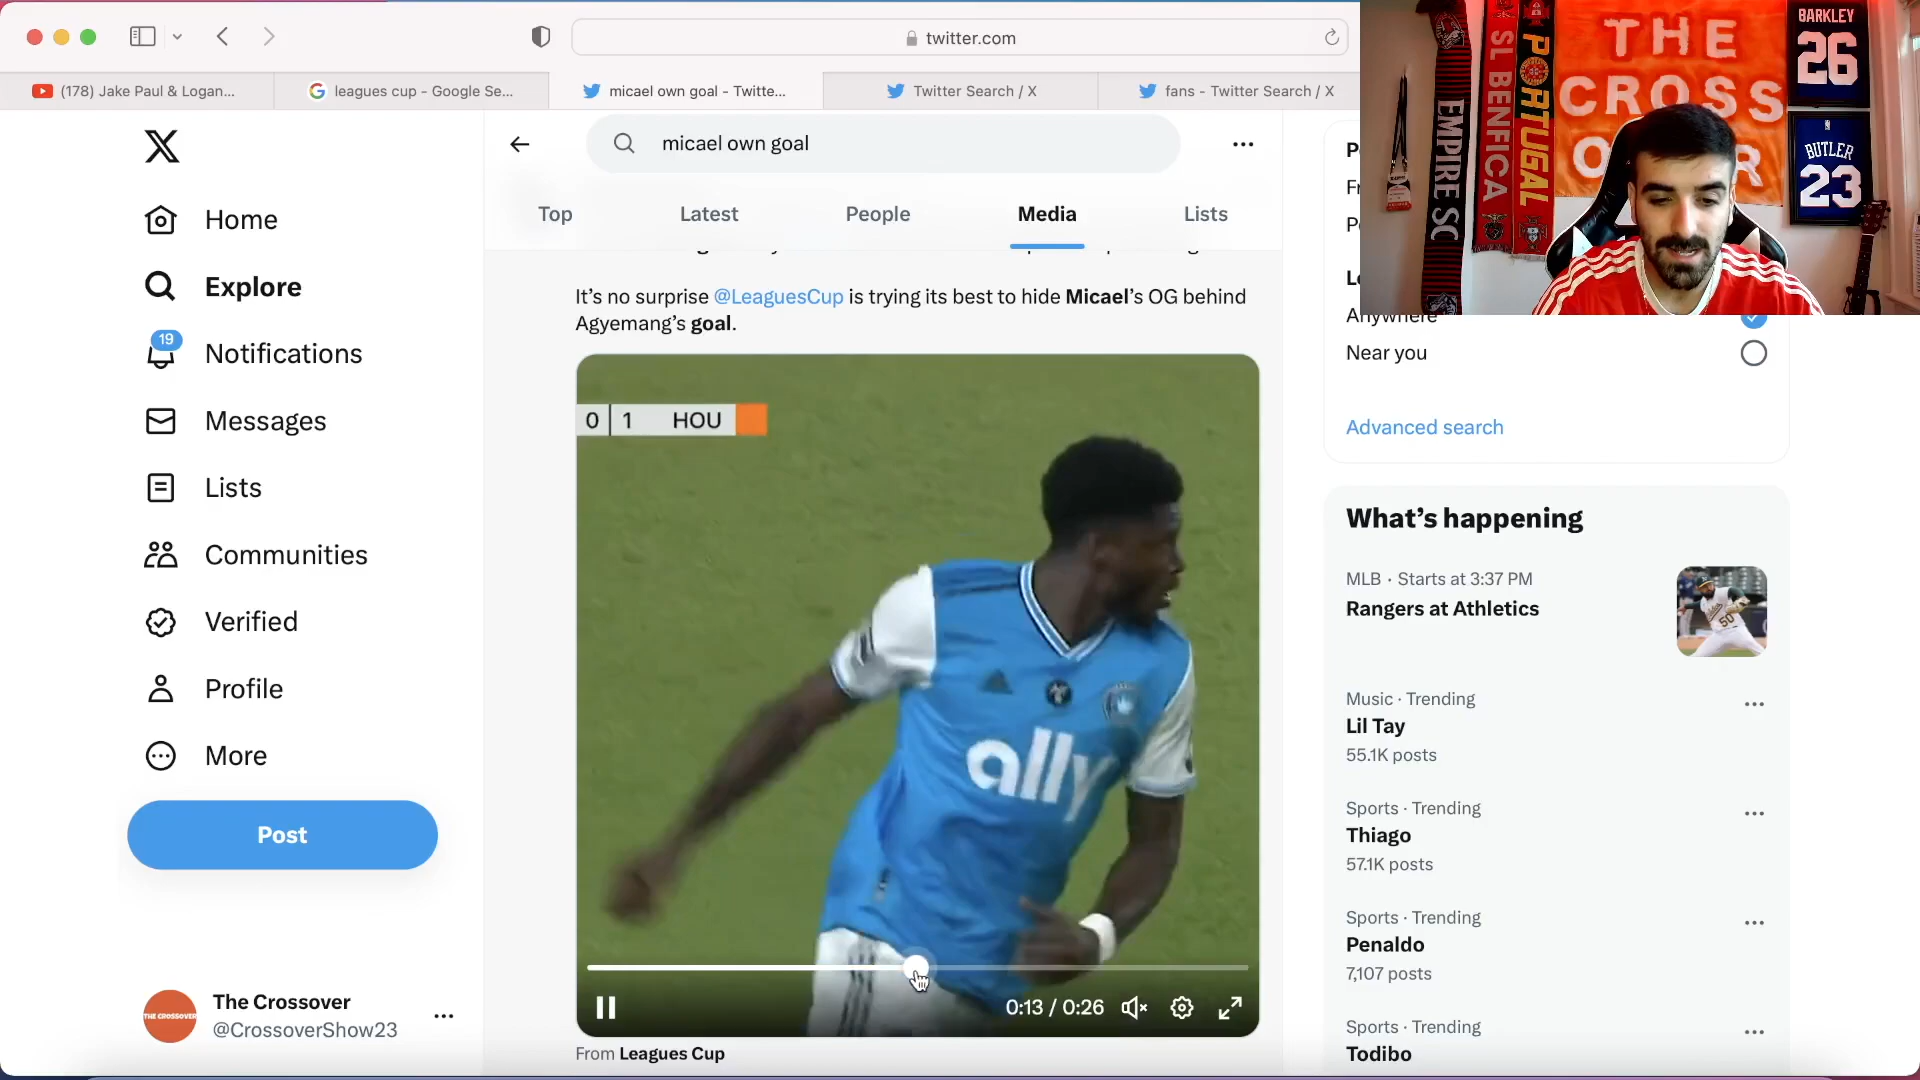 twitter.com
(178) Jake Paul & Logan...
leagues cup - Google Se...
micael own goal - Twitte...
Twitter Search / X
fans - Twitter Search / X
micael own goal
Top
Latest
People
Media
Lists
Home
Explore
19
Notifications
Messages
Lists
Communities
Verified
Profile
More
Post
The Crossover
@CrossoverShow23
THE CROSSOVER
It's no surprise @LeaguesCup is trying its best to hide Micael's OG behind
Agyemang's goal.
0 1 HOU
ally
0:13 / 0:26
From Leagues Cup
Anywhere
Near you
Advanced search
What's happening
MLB · Starts at 3:37 PM
Rangers at Athletics
50
Music · Trending
Lil Tay
55.1K posts
Sports · Trending
Thiago
57.1K posts
Sports · Trending
Penaldo
7,107 posts
Sports · Trending
Todibo
EMPIRE SC
SL BENFICA
PORTUGAL
THE
CROSS
BARKLEY
26
BUTLER
23